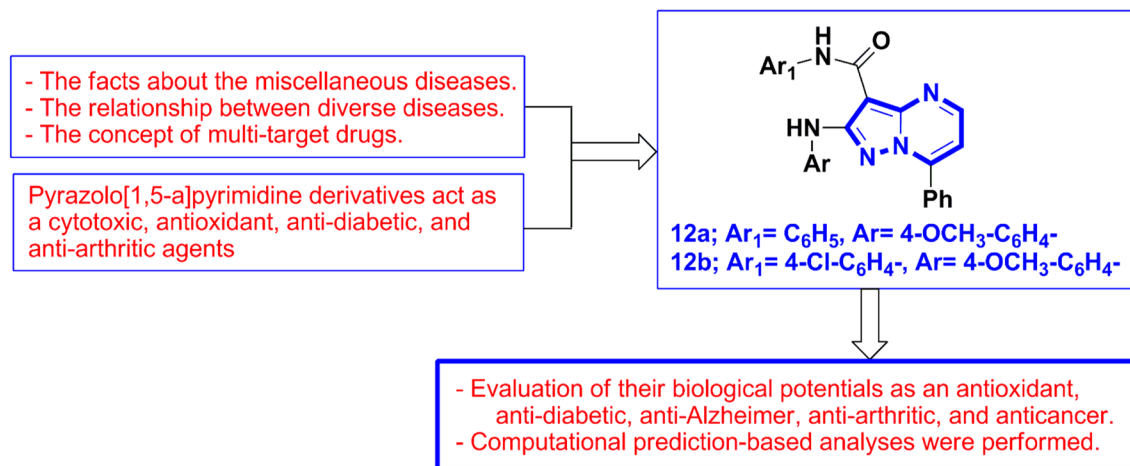 - The facts about the miscellaneous diseases.
- The relationship between diverse diseases.
- The concept of multi-target drugs.
Pyrazolo[1,5-a]pyrimidine derivatives act as
a cytotoxic, antioxidant, anti-diabetic, and
anti-arthritic agents
H
N
O
Ar₁
N
HN
N
N
Ar
Ph
12a; Ar₁= C₆H₅, Ar= 4-OCH₃-C₆H₄-
12b; Ar₁= 4-Cl-C₆H₄-, Ar= 4-OCH₃-C₆H₄-
- Evaluation of their biological potentials as an antioxidant,
anti-diabetic, anti-Alzheimer, anti-arthritic, and anticancer.
- Computational prediction-based analyses were performed.